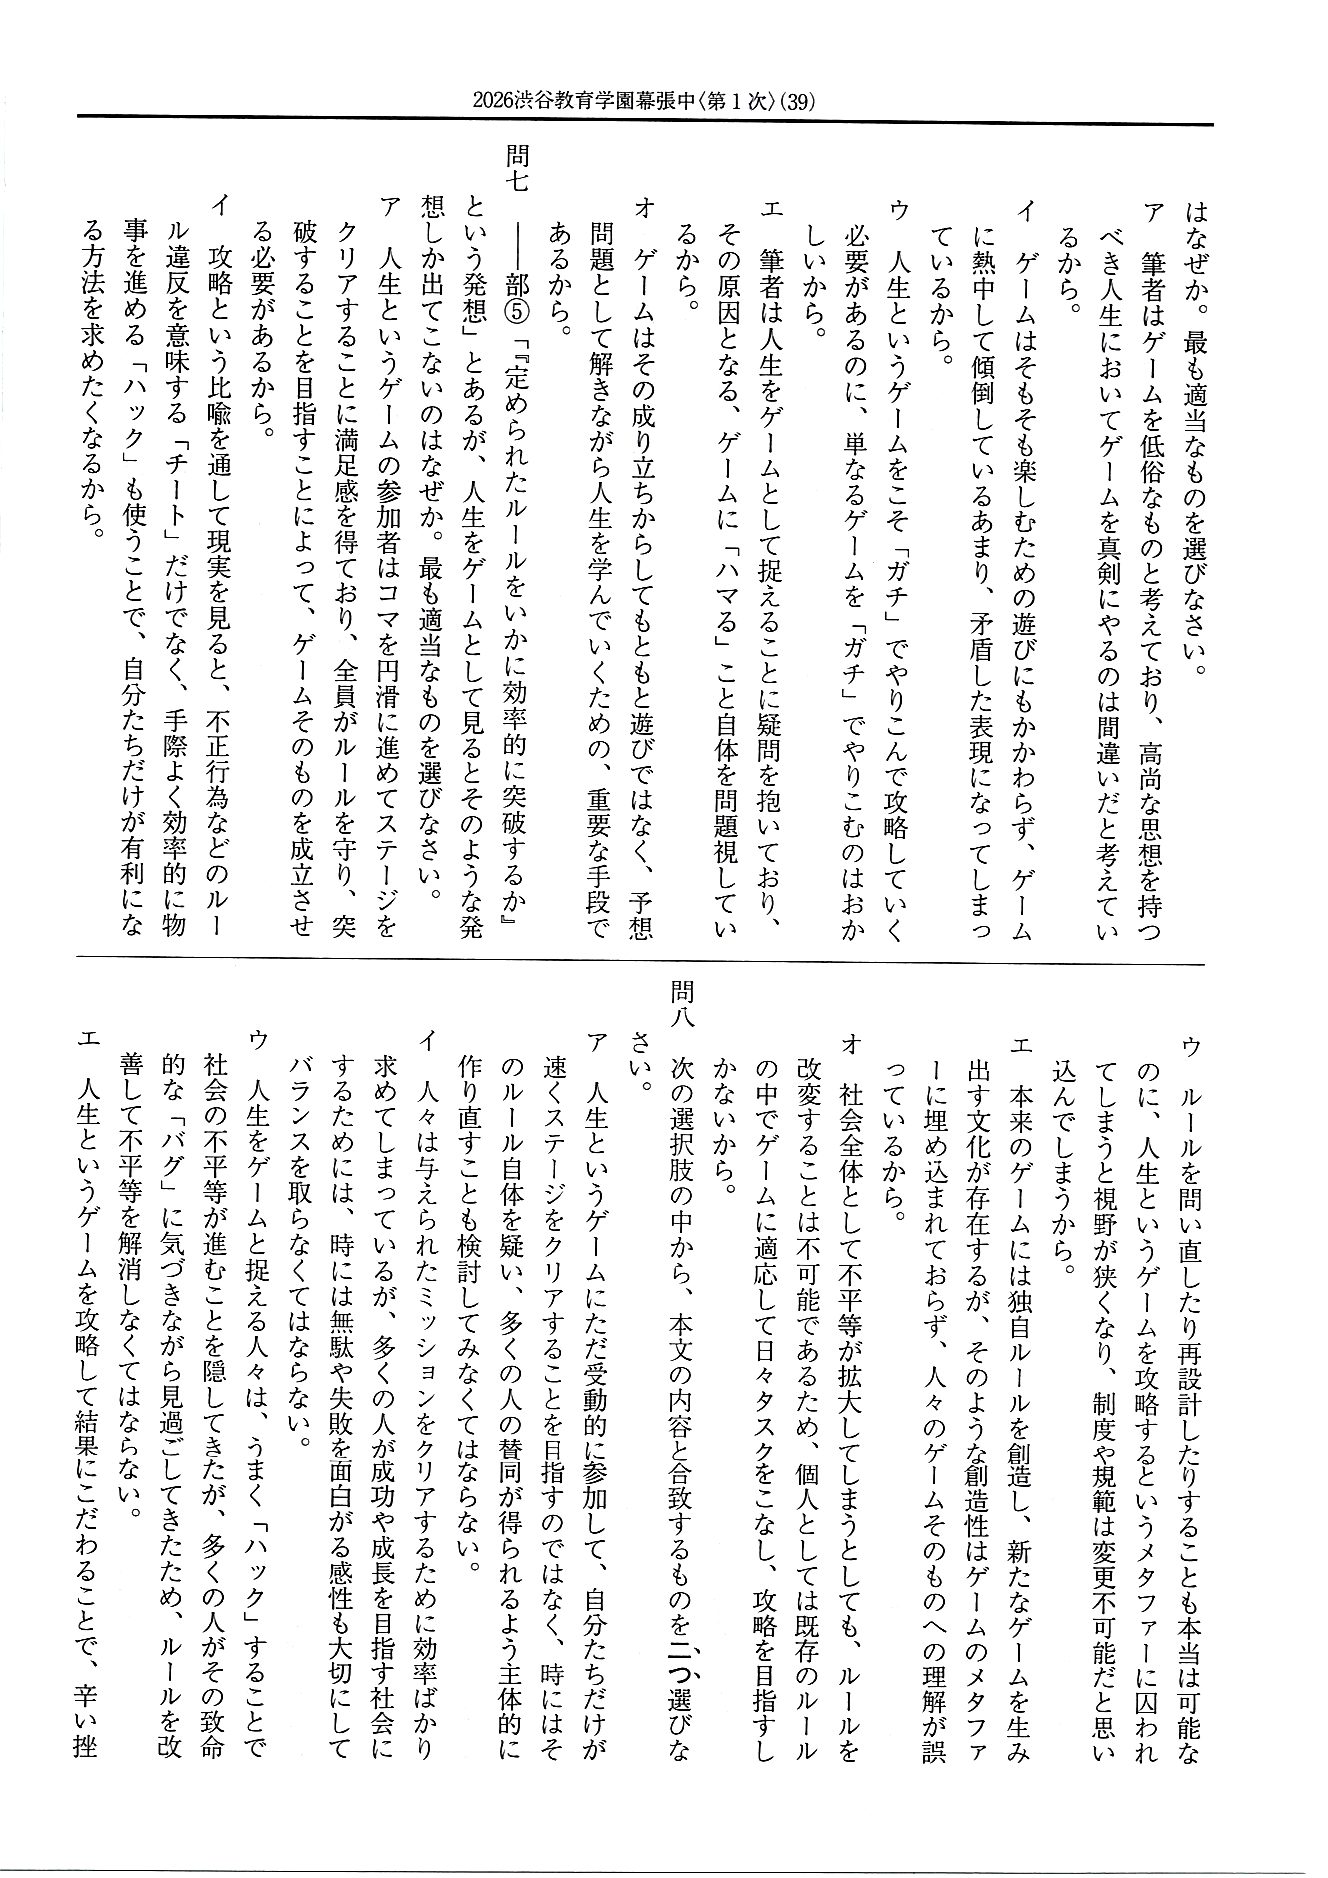 2026渋谷教育学園幕張中〈第1次〉(39)
はなぜか。最も適当なものを選びなさい。
ア　筆者はゲームを低俗なものと考えており、高尚な思想を持つ
べき人生においてゲームを真剣にやるのは間違いだと考えてい
るから。
イ　ゲームはそもそも楽しむための遊びにもかかわらず、ゲーム
に熱中して傾倒しているあまり、矛盾した表現になってしまっ
ているから。
ウ　人生というゲームをこそ「ガチ」でやりこんで攻略していく
必要があるのに、単なるゲームを「ガチ」でやりこむのはおか
しいから。
エ　筆者は人生をゲームとして捉えることに疑問を抱いており、
その原因となる、ゲームに「ハマる」こと自体を問題視してい
るから。
オ　ゲームはその成り立ちからしてもともと遊びではなく、予想
問題として解きながら人生を学んでいくための、重要な手段で
あるから。
問七　――部⑤「『定められたルールをいかに効率的に突破するか』
という発想」とあるが、人生をゲームとして見るとそのような発
想しか出てこないのはなぜか。最も適当なものを選びなさい。
ア　人生というゲームの参加者はコマを円滑に進めてステージを
クリアすることに満足感を得ており、全員がルールを守り、突
破することを目指すことによって、ゲームそのものを成立させ
る必要があるから。
イ　攻略という比喩を通して現実を見ると、不正行為などのルー
ル違反を意味する「チート」だけでなく、手際よく効率的に物
事を進める「ハック」も使うことで、自分たちだけが有利にな
る方法を求めたくなるから。
ウ　ルールを問い直したり再設計したりすることも本当は可能な
のに、人生というゲームを攻略するというメタファーに囚われ
てしまうと視野が狭くなり、制度や規範は変更不可能だと思い
込んでしまうから。
エ　本来のゲームには独自ルールを創造し、新たなゲームを生み
出す文化が存在するが、そのような創造性はゲームのメタファ
ーに埋め込まれておらず、人々のゲームそのものへの理解が誤
っているから。
オ　社会全体として不平等が拡大してしまうとしても、ルールを
改変することは不可能であるため、個人としては既存のルール
の中でゲームに適応して日々タスクをこなし、攻略を目指すし
かないから。
問八　次の選択肢の中から、本文の内容と合致するものを二つ選びな
さい。
ア　人生というゲームにただ受動的に参加して、自分たちだけが
速くステージをクリアすることを目指すのではなく、時にはそ
のルール自体を疑い、多くの人の賛同が得られるよう主体的に
作り直すことも検討してみなくてはならない。
イ　人々は与えられたミッションをクリアするために効率ばかり
求めてしまっているが、多くの人が成功や成長を目指す社会に
するためには、時には無駄や失敗を面白がる感性も大切にして
バランスを取らなくてはならない。
ウ　人生をゲームと捉える人々は、うまく「ハック」することで
社会の不平等が進むことを隠してきたが、多くの人がその致命
的な「バグ」に気づきながら見過ごしてきたため、ルールを改
善して不平等を解消しなくてはならない。
エ　人生というゲームを攻略して結果にこだわることで、辛い挫